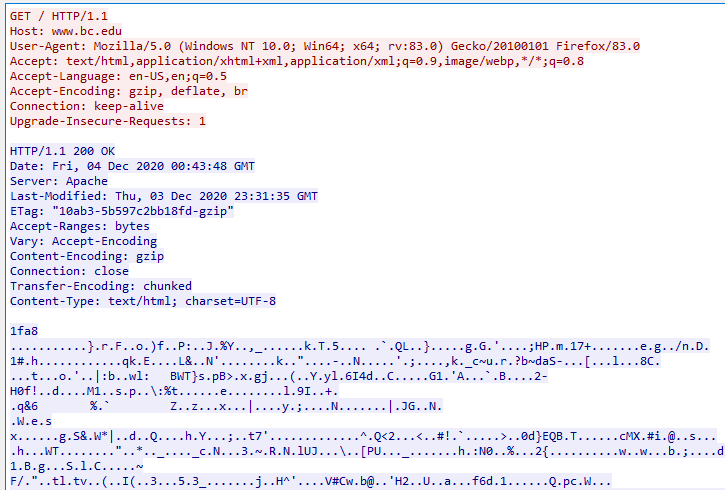 GET / HTTP/1.1
Host: www.bc.edu
User-Agent: Mozilla/5.0 (Windows NT 10.0; Win64; x64; rv:83.0) Gecko/20100101 Firefox/83.0
Accept: text/html,application/xhtml+xml,application/xml;q=0.9,image/webp,*/*;q=0.8
Accept-Language: en-US,en;q=0.5
Accept-Encoding: gzip, deflate, br
Connection: keep-alive
Upgrade-Insecure-Requests: 1

HTTP/1.1 200 OK
Date: Fri, 04 Dec 2020 00:43:48 GMT
Server: Apache
Last-Modified: Thu, 03 Dec 2020 23:31:35 GMT
ETag: "10ab3-5b597c2bb18fd-gzip"
Accept-Ranges: bytes
Vary: Accept-Encoding
Content-Encoding: gzip
Connection: close
Transfer-Encoding: chunked
Content-Type: text/html; charset=UTF-8

1fa8
...........}.r.F..o.)f..P:..J.%Y..,_......k.T.5.... .`.QL..}.....g.G.'....;HP.m.17+.......e.g../n.D.
1#.h............qk.E....L&..N'........k.."....-..N.....'.;....,k._c~u.r.?b~daS-...[...l...8C.
...t...o.'..|:b..wl:   BWT}s.pB>.x.gj...(..Y.yl.6I4d..C.....G1.'A...`.B....2-
H0f!..d....M1..s.p..\:%t......e........l.9I..+.
.q&6       %.`        Z..z...x...|....y.;....N.......|.JG..N.
.W.e.s
x......g.S&.W*|..d..Q....h.Y...;..t7'.............^.Q<2...<..#!.`.....>..0d}EQB.T......cMX.#i.@..s...
.h...WT........"..*.._...._c.N...3.~.R.N.lUJ...\..[PU..._.......h.:N0..%...2{..........w..w...b.;....d
1.B.g...S.l.C.....~
F/."..tl.tv..(..I(..3...5.3_.......j..H^'....V#Cw.b@..'H2..U..a...f6d.1......Q.pc.W...